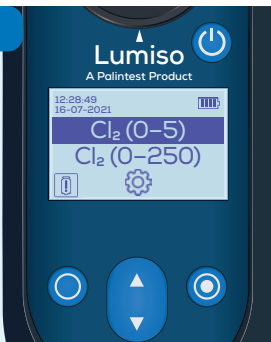 Lumiso
A Palintest Product
12:28:49
16-07-2021
Cl₂ (0–5)
Cl₂ (0–250)